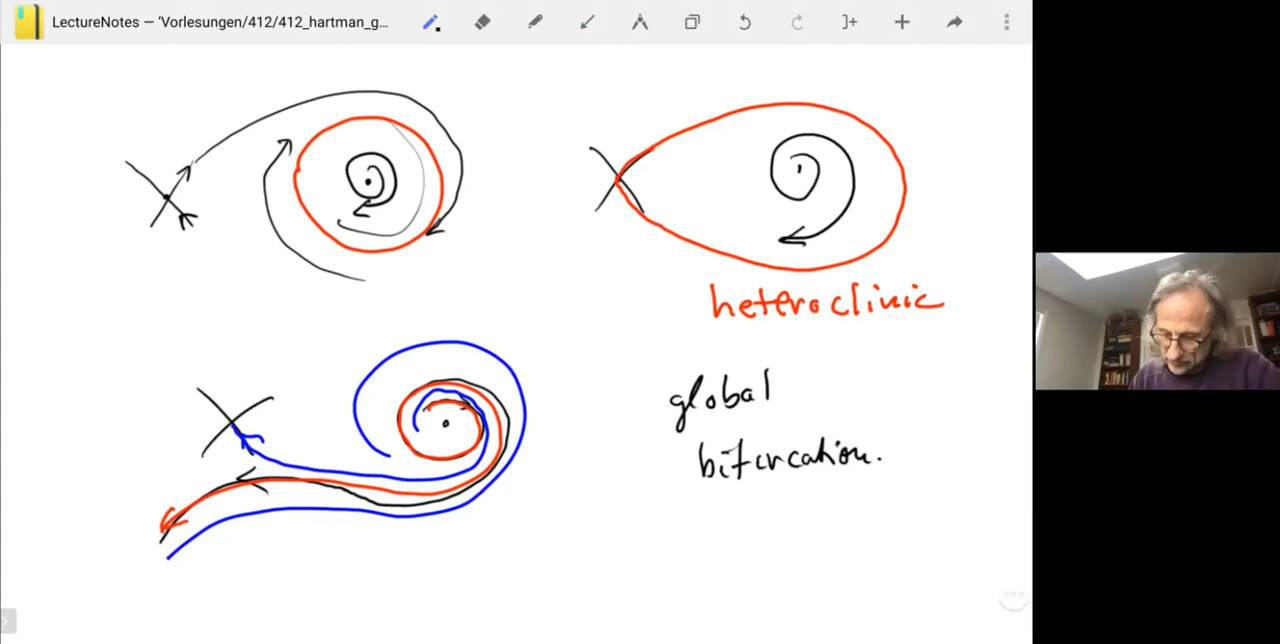 LectureNotes — ‘Vorlesungen/412/412_hartman_g...
heteroclinic
global
bifurcation.